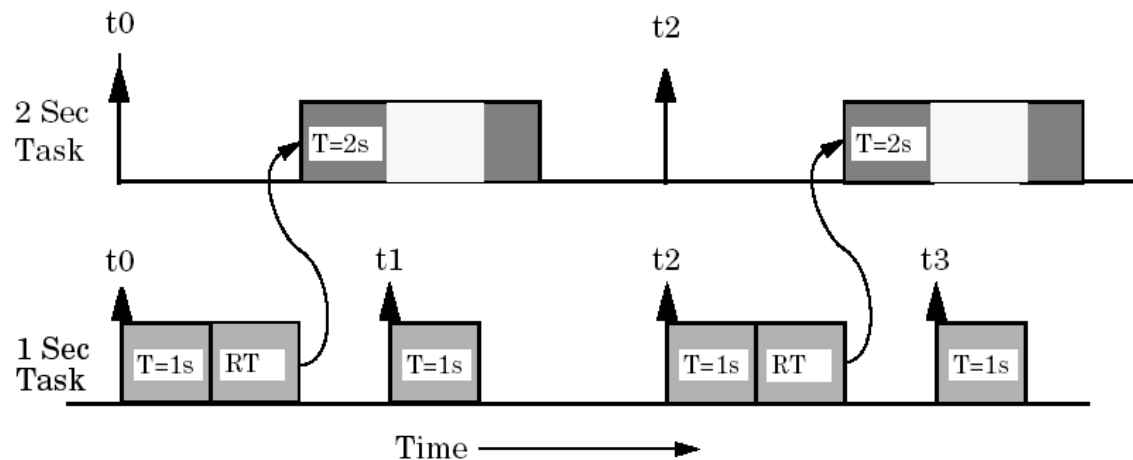 t0
t2
2 Sec
Task
T=2s
T=2s
t0
t1
t2
t3
1 Sec
Task
T=1s
RT
T=1s
T=1s
RT
T=1s
Time